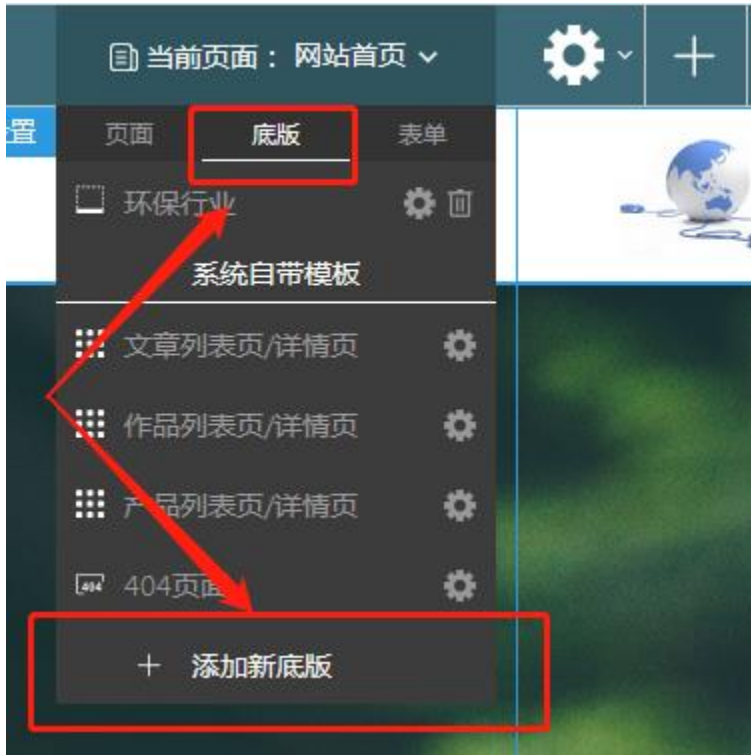 当前页面： 网站首页
置
页面 底版 表单
环保行业
系统自带模板
文章列表页/详情页
作品列表页/详情页
产品列表页/详情页
404 404页面
+ 添加新底版